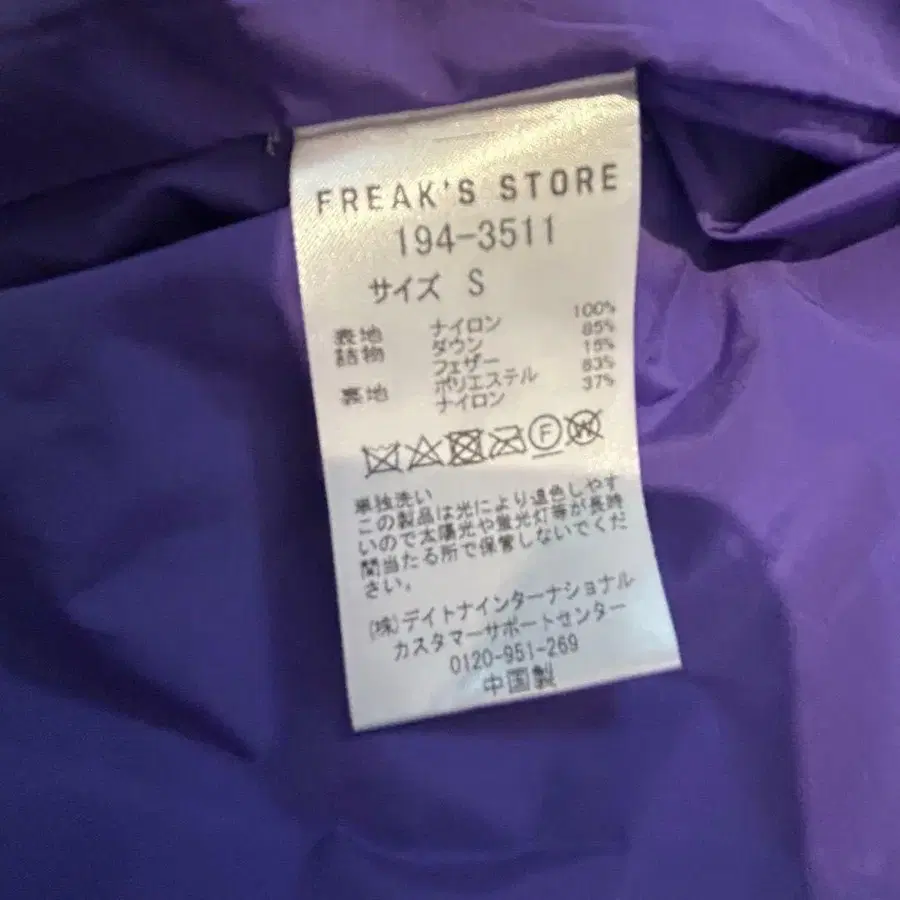 FREAK'S STORE
194-3511
サイズ S
表地 ナイロン 100%
詰物 ダウン 85%
フェザー 15%
裏地 ポリエステル 63%
ナイロン 37%
F W
単独洗い
この製品は光により退色しやす
いので太陽光や蛍光灯等が長時
間当たる所で保管しないでくだ
さい。
(株)デイトナインターナショナル
カスタマーサポートセンター
0120-951-269
中国製